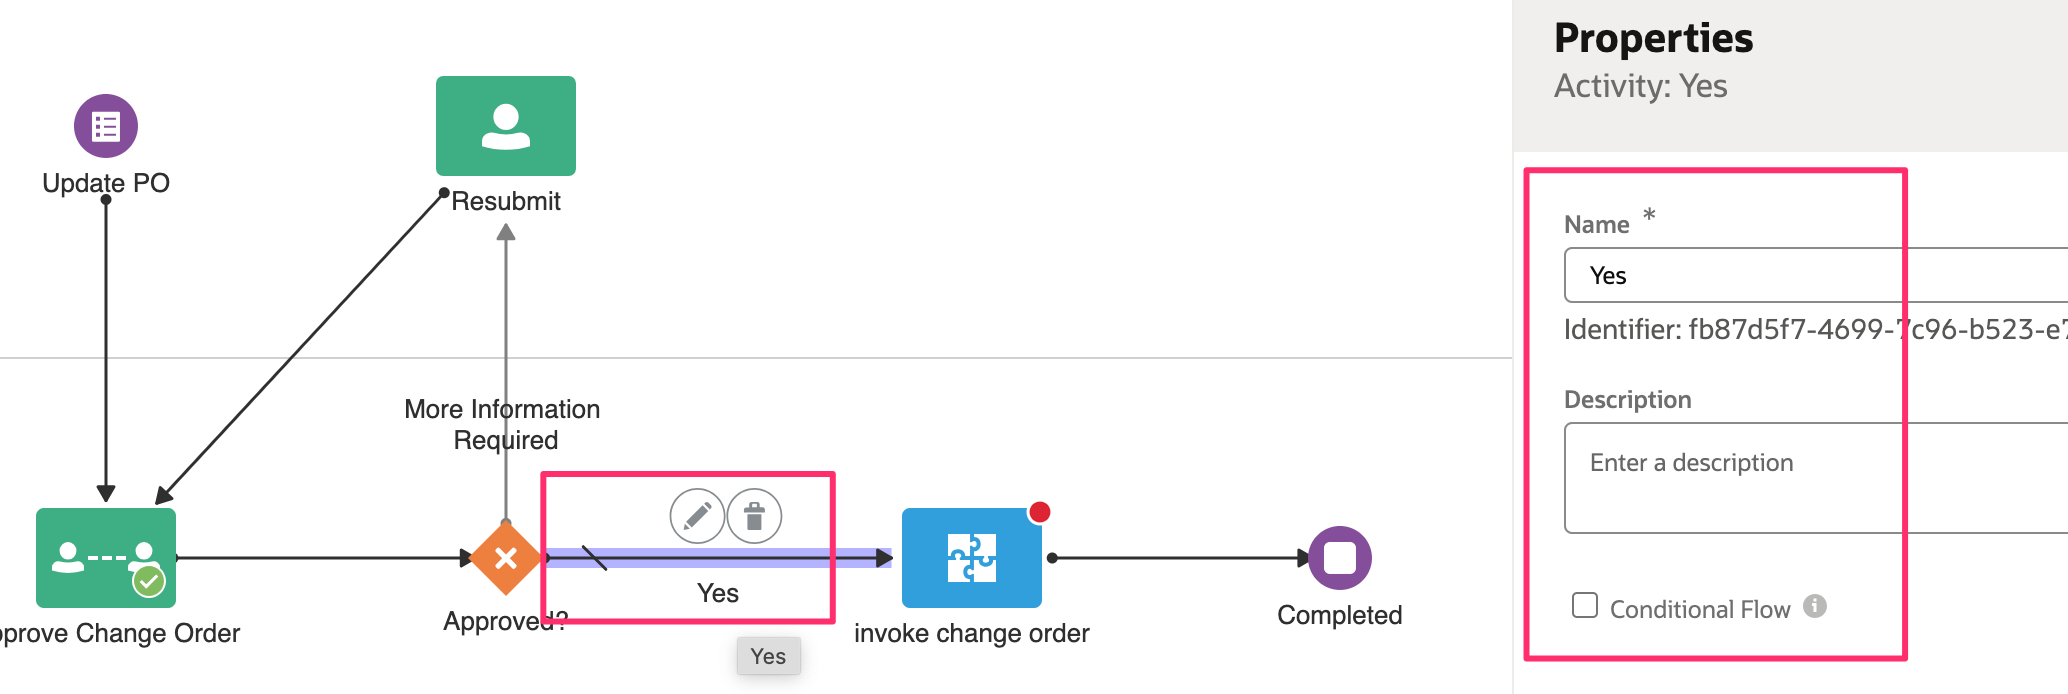 Update PO
Resubmit
More Information
Required
Yes
Approved?
Change Order
invoke change order
Completed
Yes
Properties
Activity: Yes
Name *
Yes
Identifier: fb87d5f7-4699-7c96-b523-e7
Description
Enter a description
Conditional Flow